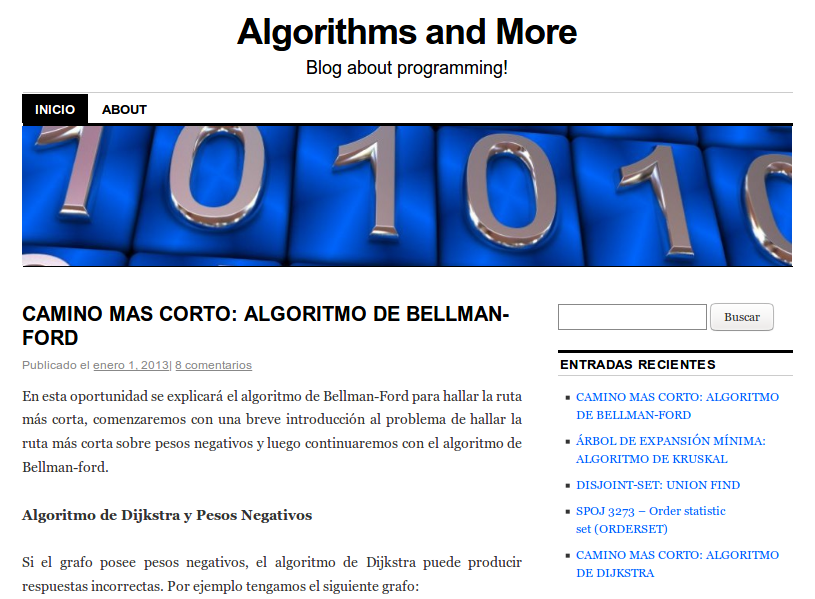 Algorithms and More
Blog about programming!
INICIO ABOUT
1 0 1 0 1 0
CAMINO MAS CORTO: ALGORITMO DE BELLMAN-
FORD
Publicado el enero 1, 2013| 8 comentarios
En esta oportunidad se explicará el algoritmo de Bellman-Ford para hallar la ruta
más corta, comenzaremos con una breve introducción al problema de hallar la
ruta más corta sobre pesos negativos y luego continuaremos con el algoritmo de
Bellman-ford.
Algoritmo de Dijkstra y Pesos Negativos
Si el grafo posee pesos negativos, el algoritmo de Dijkstra puede producir
respuestas incorrectas. Por ejemplo tengamos el siguiente grafo:
Buscar
ENTRADAS RECIENTES
CAMINO MAS CORTO: ALGORITMO
DE BELLMAN-FORD
ÁRBOL DE EXPANSIÓN MÍNIMA:
ALGORITMO DE KRUSKAL
DISJOINT-SET: UNION FIND
SPOJ 3273 – Order statistic
set (ORDERSET)
CAMINO MAS CORTO: ALGORITMO
DE DIJKSTRA